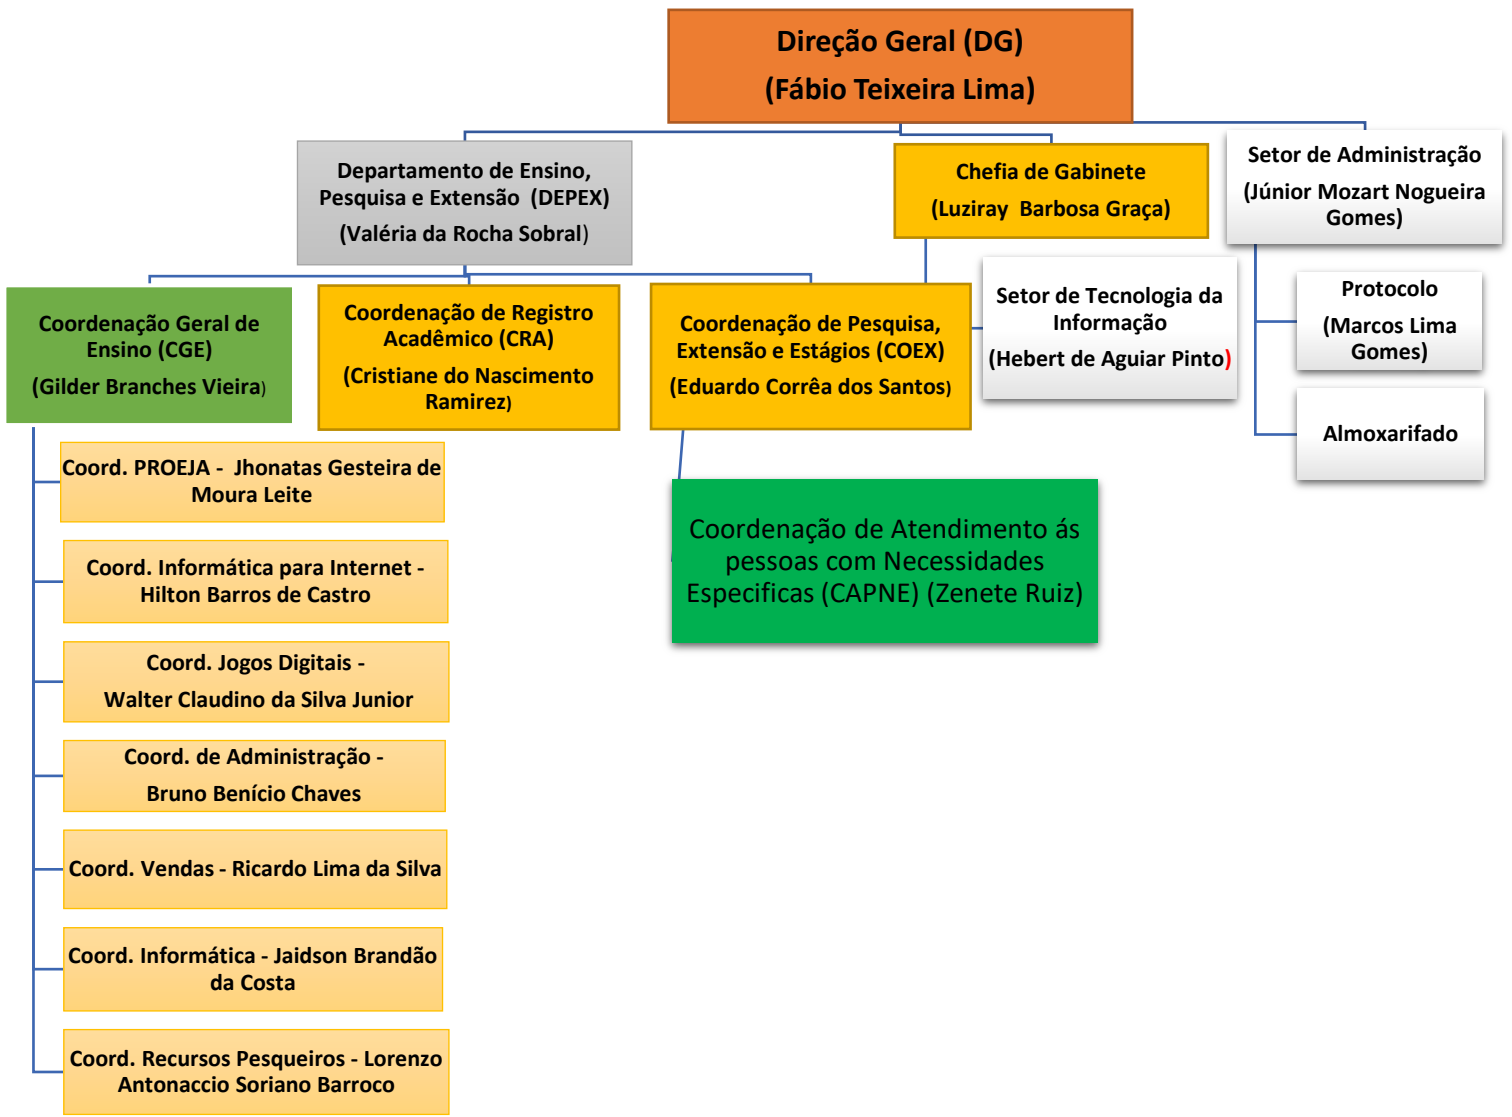 Direção Geral (DG)
(Fábio Teixeira Lima)
Departamento de Ensino,
Pesquisa e Extensão (DEPEX)
(Valéria da Rocha Sobral)
Chefia de Gabinete
(Luziray Barbosa Graça)
Setor de Administração
(Júnior Mozart Nogueira
Gomes)
Coordenação Geral de
Ensino (CGE)
(Gilder Branches Vieira)
Coordenação de Registro
Acadêmico (CRA)
(Cristiane do Nascimento
Ramirez)
Coordenação de Pesquisa,
Extensão e Estágios (COEX)
(Eduardo Corrêa dos Santos)
Setor de Tecnologia da
Informação
(Hebert de Aguiar Pinto)
Protocolo
(Marcos Lima
Gomes)
Almoxarifado
Coord. PROEJA - Jhonatas Gesteira de
Moura Leite
Coord. Informática para Internet -
Hilton Barros de Castro
Coord. Jogos Digitais -
Walter Claudino da Silva Junior
Coord. de Administração -
Bruno Benício Chaves
Coord. Vendas - Ricardo Lima da Silva
Coord. Informática - Jaidson Brandão
da Costa
Coord. Recursos Pesqueiros - Lorenzo
Antonaccio Soriano Barroco
Coordenação de Atendimento ás
pessoas com Necessidades
Especificas (CAPNE) (Zenete Ruiz)